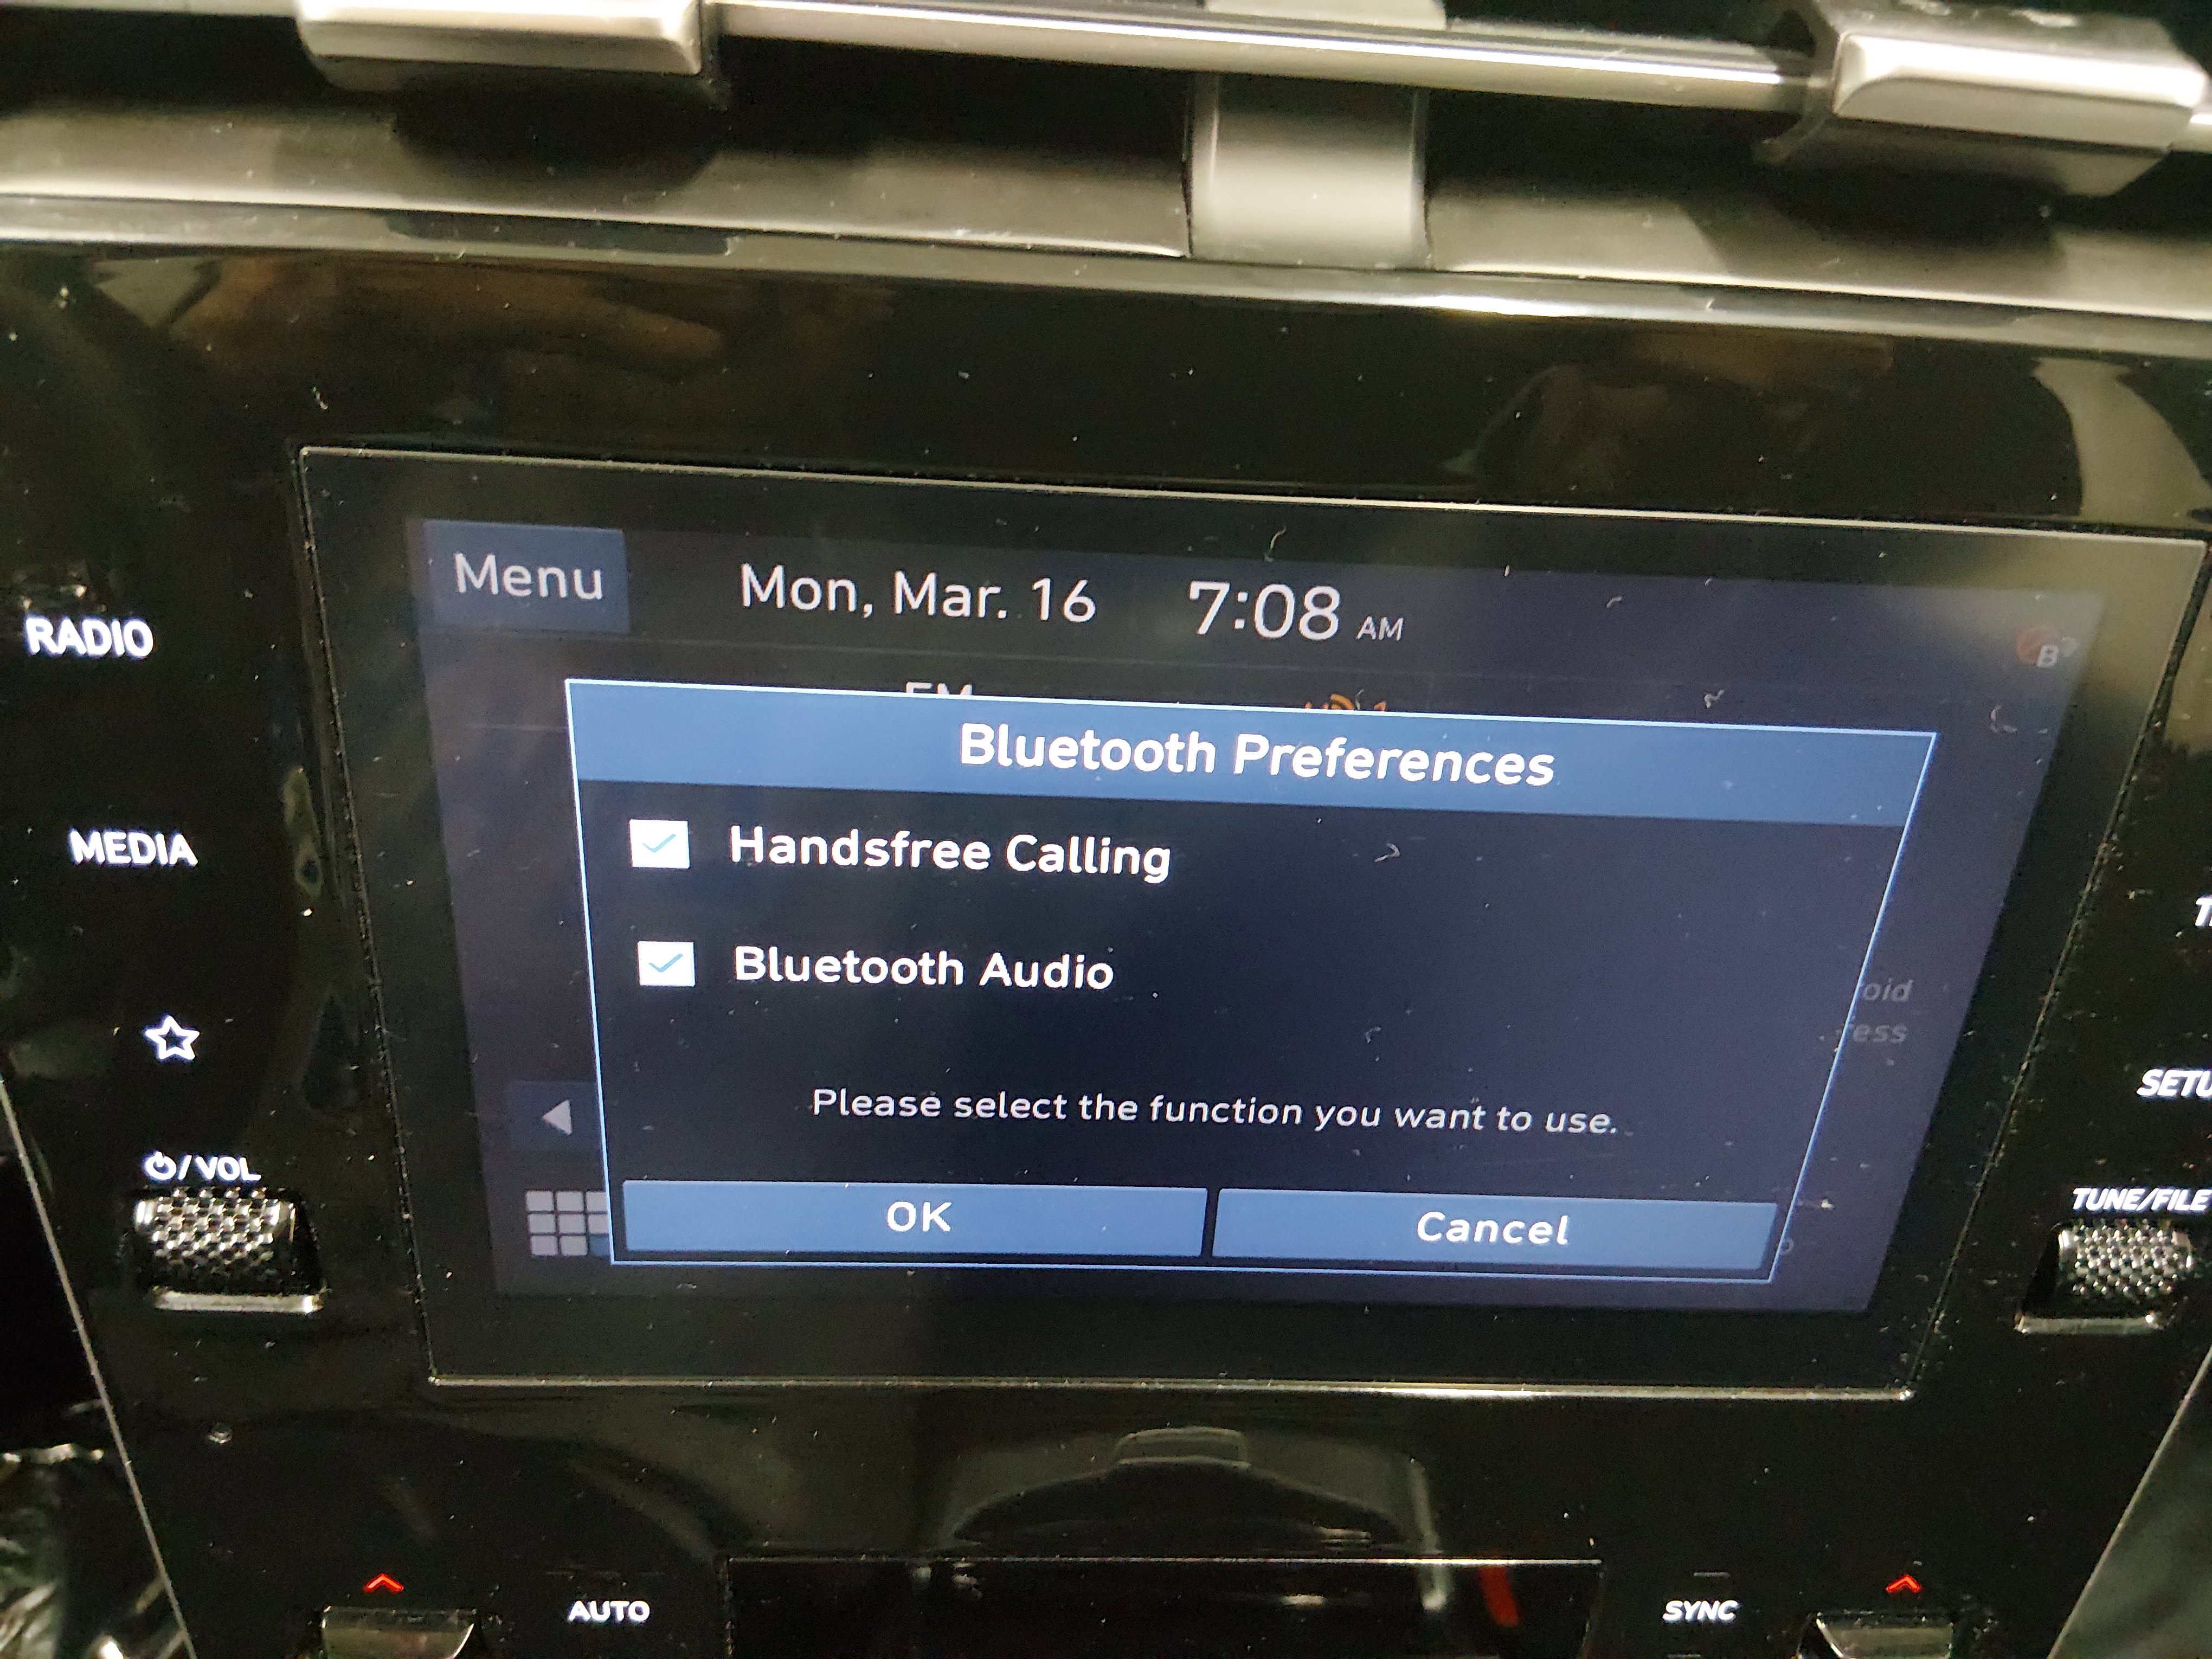 Menu
Mon, Mar. 16
7:08 AM
B
RADIO
FM
Bluetooth Preferences
MEDIA
Handsfree Calling
Bluetooth Audio
Please select the function you want to use.
OK
Cancel
⏻/VOL
SETU
TUNE/FILE
AUTO
SYNC